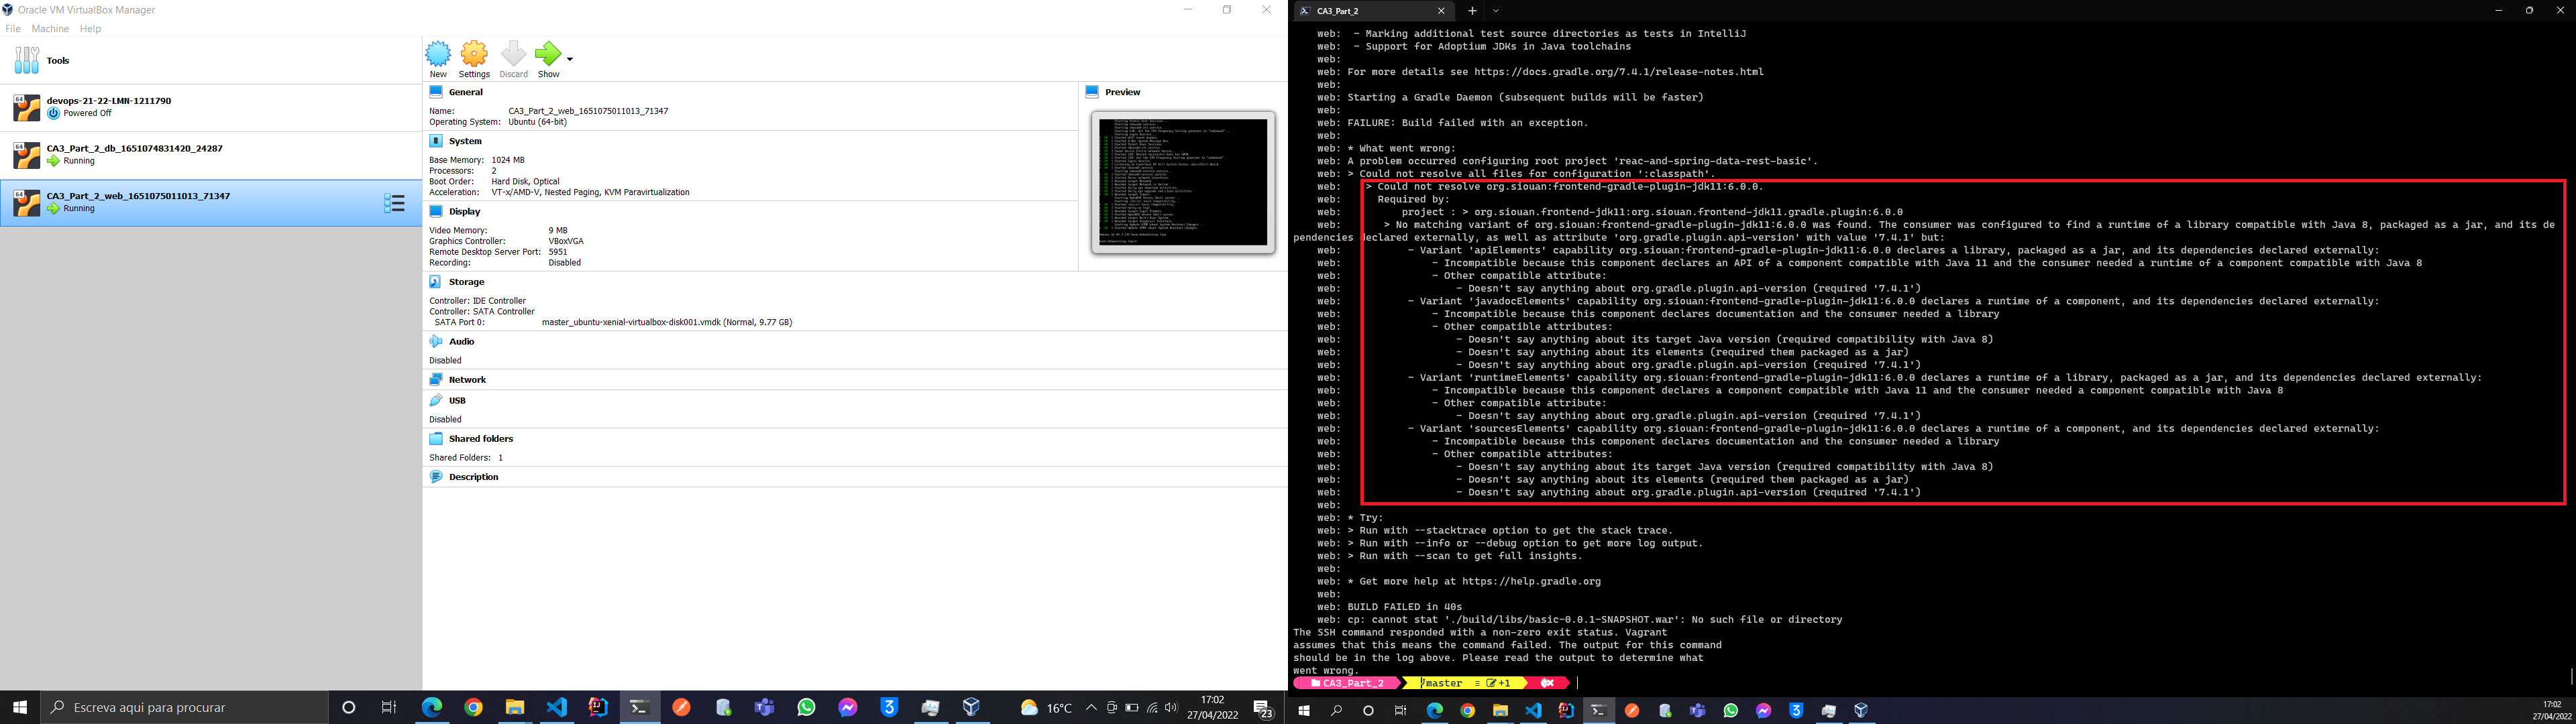 Oracle VM VirtualBox Manager
File Machine Help
Tools
devops-21-22-LMN-1211790
Powered Off
CA3_Part_2_db_1651074831420_24287
Running
CA3_Part_2_web_1651075011013_71347
Running
New Settings Discard Show
General
Name: CA3_Part_2_web_1651075011013_71347
Operating System: Ubuntu (64-bit)
System
Base Memory: 1024 MB
Processors: 2
Boot Order: Hard Disk, Optical
Acceleration: VT-x/AMD-V, Nested Paging, KVM Paravirtualization
Display
Video Memory: 9 MB
Graphics Controller: VBoxVGA
Remote Desktop Server Port: 5951
Recording: Disabled
Storage
Controller: IDE Controller
Controller: SATA Controller
SATA Port 0: master_ubuntu-xenial-virtualbox-disk001.vmdk (Normal, 9.77 GB)
Audio
Disabled
Network
USB
Disabled
Shared folders
Shared Folders: 1
Description
Preview
Escreva aqui para procurar
16°C
17:02
27/04/2022
23
CA3_Part_2
web: - Marking additional test source directories as tests in IntelliJ
web: - Support for Adoptium JDKs in Java toolchains
web:
web: For more details see https://docs.gradle.org/7.4.1/release-notes.html
web:
web: Starting a Gradle Daemon (subsequent builds will be faster)
web:
web: FAILURE: Build failed with an exception.
web:
web: * What went wrong:
web: A problem occurred configuring root project 'reac-and-spring-data-rest-basic'.
web: > Could not resolve all files for configuration ':classpath'.
web: > Could not resolve org.siouan:frontend-gradle-plugin-jdk11:6.0.0.
web: Required by:
web: project : > org.siouan.frontend-jdk11:org.siouan.frontend-jdk11.gradle.plugin:6.0.0
web: > No matching variant of org.siouan:frontend-gradle-plugin-jdk11:6.0.0 was found. The consumer was configured to find a runtime of a library compatible with Java 8, packaged as a jar, and its de
pendencies declared externally, as well as attribute 'org.gradle.plugin.api-version' with value '7.4.1' but:
web: - Variant 'apiElements' capability org.siouan:frontend-gradle-plugin-jdk11:6.0.0 declares a library, packaged as a jar, and its dependencies declared externally:
web: - Incompatible because this component declares an API of a component compatible with Java 11 and the consumer needed a runtime of a component compatible with Java 8
web: - Other compatible attribute:
web: - Doesn't say anything about org.gradle.plugin.api-version (required '7.4.1')
web: - Variant 'javadocElements' capability org.siouan:frontend-gradle-plugin-jdk11:6.0.0 declares a runtime of a component, and its dependencies declared externally:
web: - Incompatible because this component declares documentation and the consumer needed a library
web: - Other compatible attributes:
web: - Doesn't say anything about its target Java version (required compatibility with Java 8)
web: - Doesn't say anything about its elements (required them packaged as a jar)
web: - Doesn't say anything about org.gradle.plugin.api-version (required '7.4.1')
web: - Variant 'runtimeElements' capability org.siouan:frontend-gradle-plugin-jdk11:6.0.0 declares a runtime of a library, packaged as a jar, and its dependencies declared externally:
web: - Incompatible because this component declares a component compatible with Java 11 and the consumer needed a component compatible with Java 8
web: - Other compatible attribute:
web: - Doesn't say anything about org.gradle.plugin.api-version (required '7.4.1')
web: - Variant 'sourcesElements' capability org.siouan:frontend-gradle-plugin-jdk11:6.0.0 declares a runtime of a component, and its dependencies declared externally:
web: - Incompatible because this component declares documentation and the consumer needed a library
web: - Other compatible attributes:
web: - Doesn't say anything about its target Java version (required compatibility with Java 8)
web: - Doesn't say anything about its elements (required them packaged as a jar)
web: - Doesn't say anything about org.gradle.plugin.api-version (required '7.4.1')
web:
web: * Try:
web: > Run with --stacktrace option to get the stack trace.
web: > Run with --info or --debug option to get more log output.
web: > Run with --scan to get full insights.
web:
web: * Get more help at https://help.gradle.org
web:
web: BUILD FAILED in 40s
web: cp: cannot stat './build/libs/basic-0.0.1-SNAPSHOT.war': No such file or directory
The SSH command responded with a non-zero exit status. Vagrant
assumes that this means the command failed. The output for this command
should be in the log above. Please read the output to determine what
went wrong.
CA3_Part_2 master ≡ +1
17:02
27/04/2022